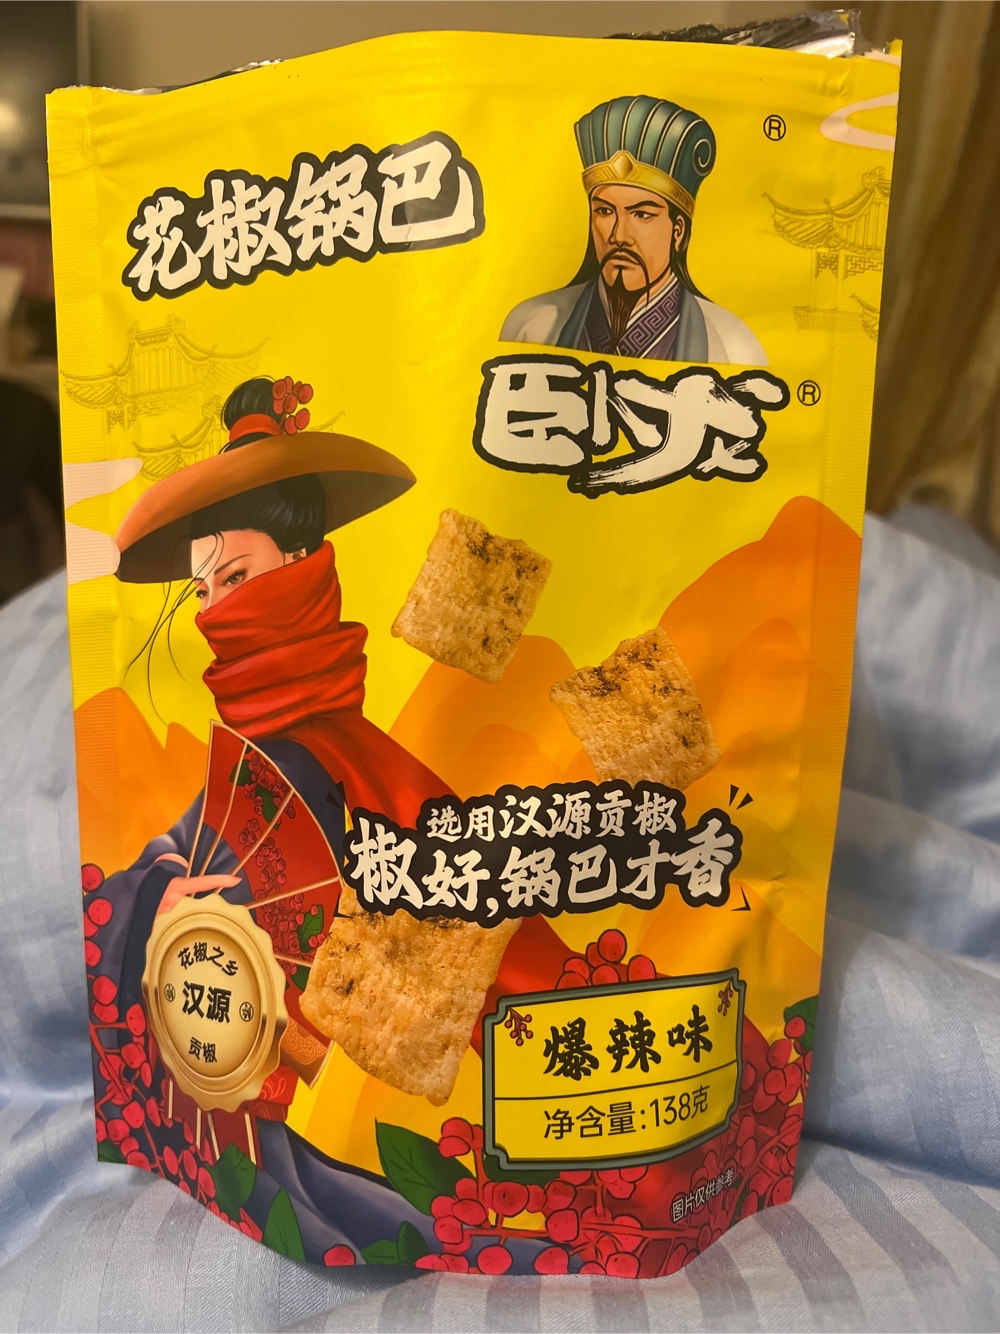 花椒锅巴
®
卧龙®
选用汉源贡椒
椒好,锅巴才香
花椒之乡
汉源
贡椒
爆辣味
净含量:138克
图片仅供参考